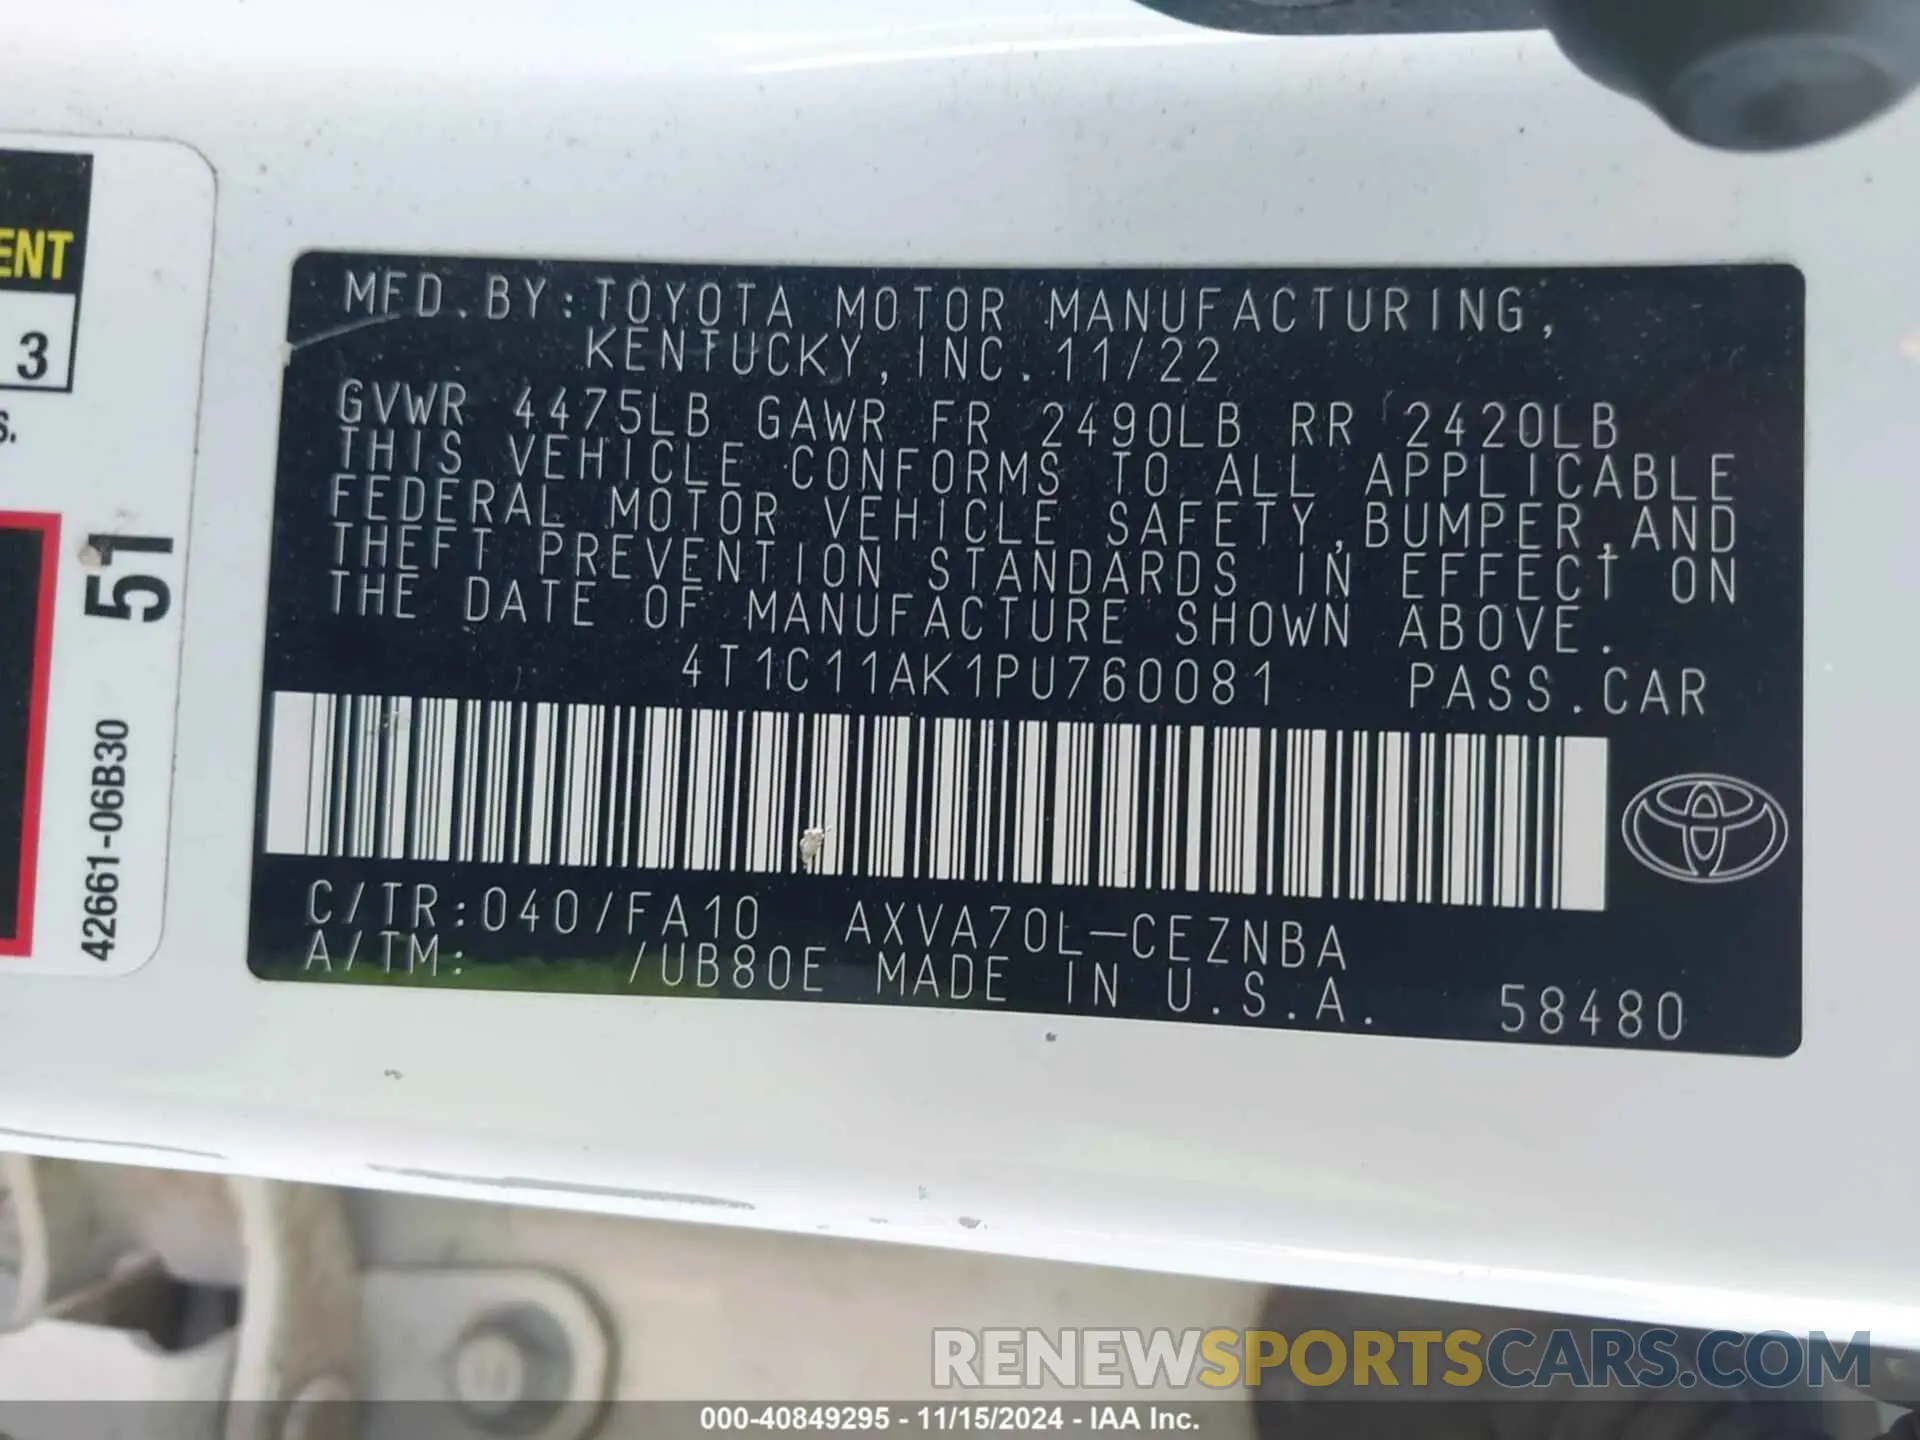 ENT
3
S.
51
42661-06B30
MFD.BY:TOYOTA MOTOR MANUFACTURING,
KENTUCKY,INC.11/22
GVWR 4475LB GAWR FR 2490LB RR 2420LB
THIS VEHICLE CONFORMS TO ALL APPLICABLE
FEDERAL MOTOR VEHICLE SAFETY,BUMPER,AND
THEFT PREVENTION STANDARDS IN EFFECT ON
THE DATE OF MANUFACTURE SHOWN ABOVE.
4T1C11AK1PU760081 PASS.CAR
C/TR:040/FA10 AXVA70L-CEZNBA
A/TM: /UB80E MADE IN U.S.A. 58480
RENEWSPORTSCARS.COM
000-40849295 - 11/15/2024 - IAA Inc.